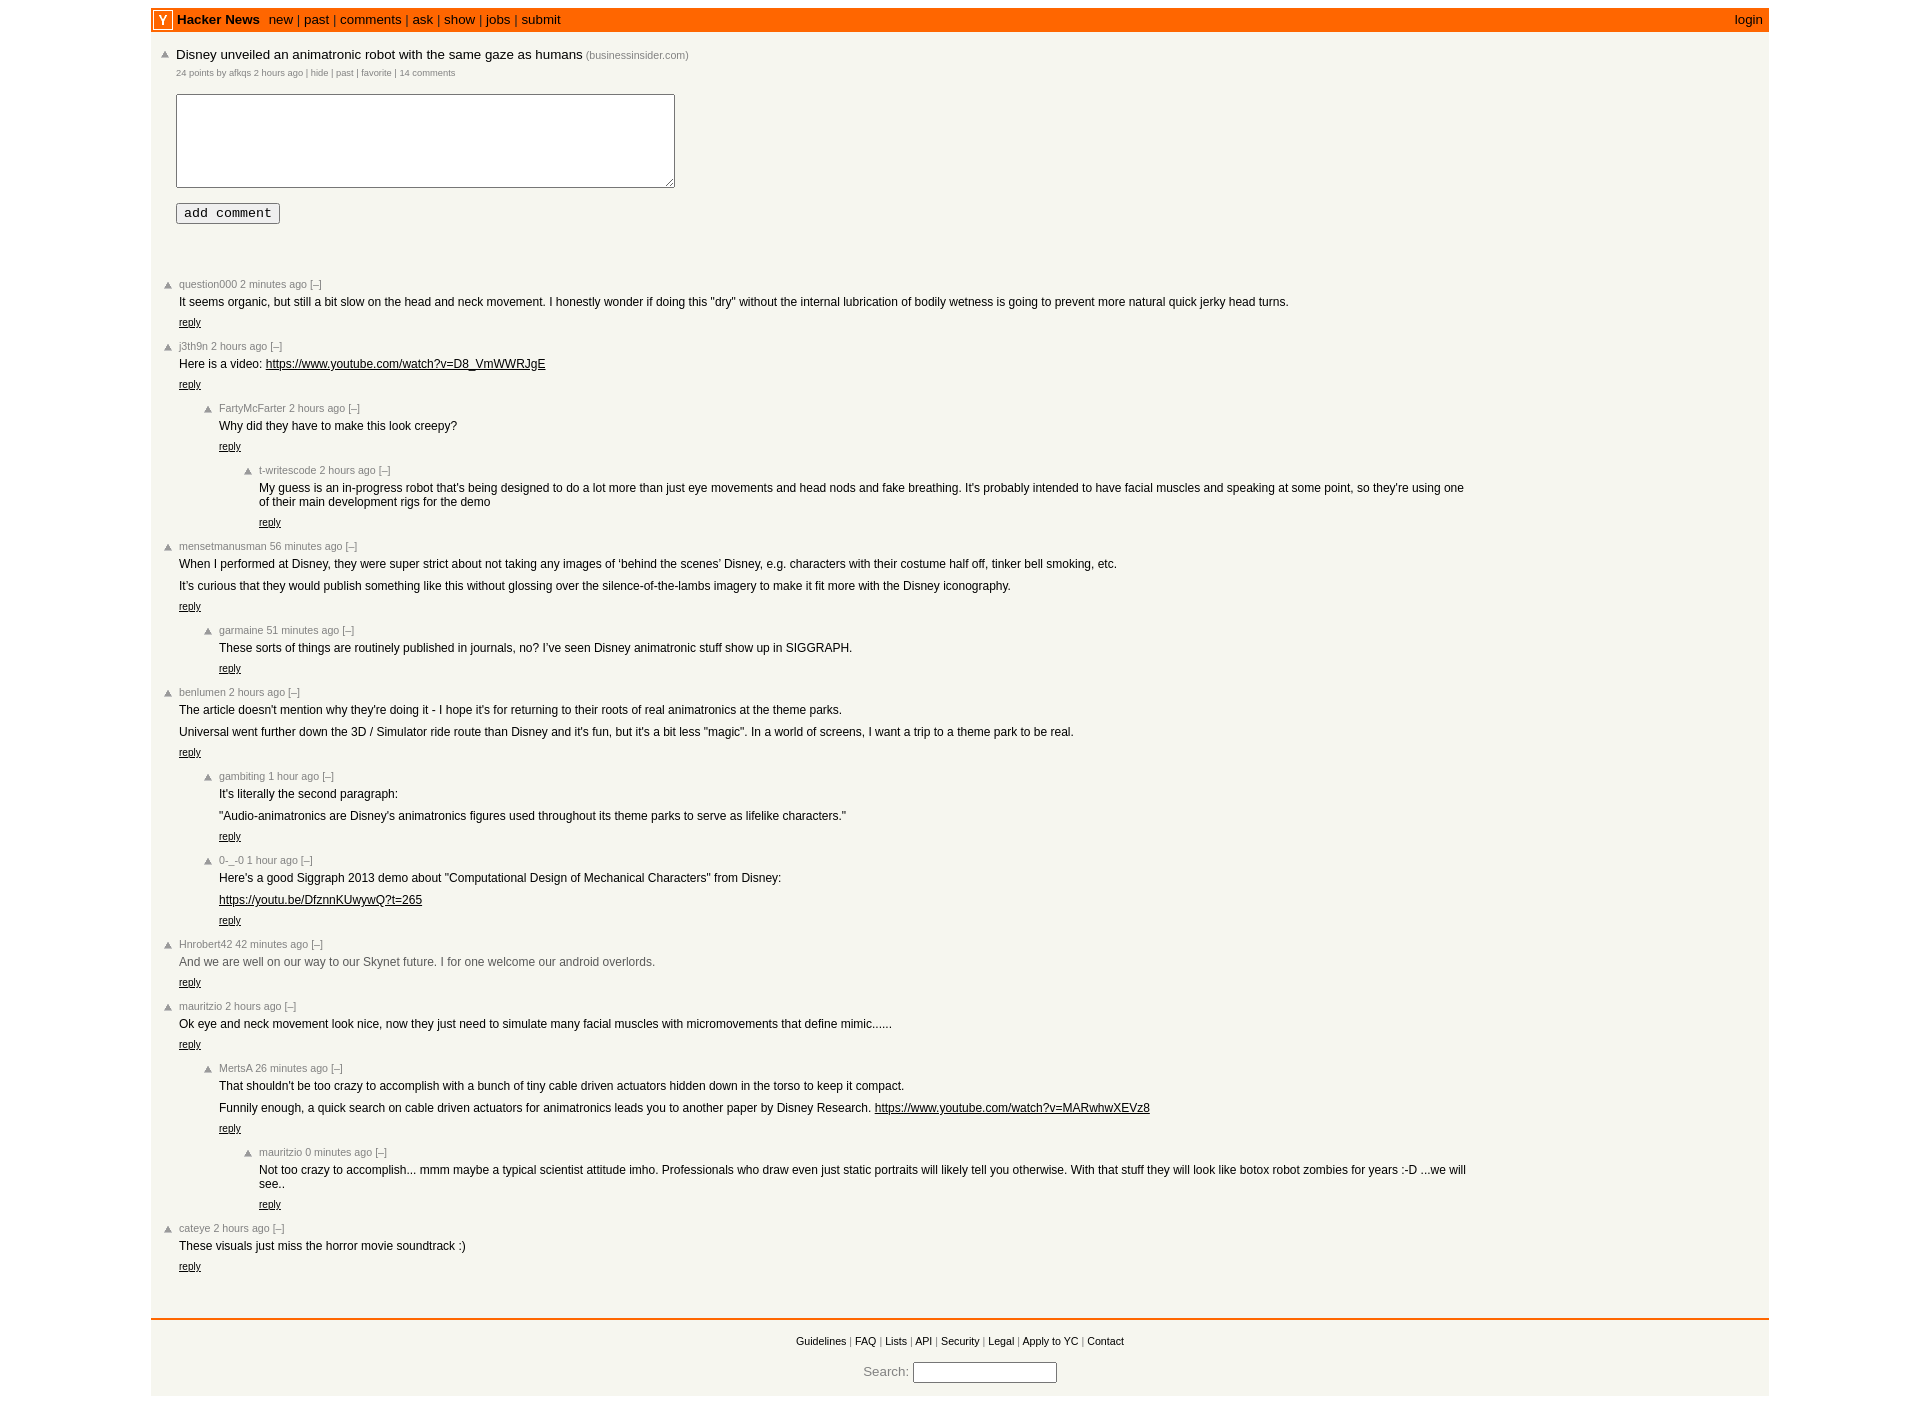 Y Hacker News new | past | comments | ask | show | jobs | submit login
Disney unveiled an animatronic robot with the same gaze as humans (businessinsider.com)
24 points by afkqs 2 hours ago | hide | past | favorite | 14 comments
add comment
question000 2 minutes ago [–]
It seems organic, but still a bit slow on the head and neck movement. I honestly wonder if doing this "dry" without the internal lubrication of bodily wetness is going to prevent more natural quick jerky head turns.
reply
j3th9n 2 hours ago [–]
Here is a video: https://www.youtube.com/watch?v=D8_VmWWRJgE
reply
FartyMcFarter 2 hours ago [–]
Why did they have to make this look creepy?
reply
t-writescode 2 hours ago [–]
My guess is an in-progress robot that's being designed to do a lot more than just eye movements and head nods and fake breathing. It's probably intended to have facial muscles and speaking at some point, so they're using one
of their main development rigs for the demo
reply
mensetmanusman 56 minutes ago [–]
When I performed at Disney, they were super strict about not taking any images of ‘behind the scenes’ Disney, e.g. characters with their costume half off, tinker bell smoking, etc.
It’s curious that they would publish something like this without glossing over the silence-of-the-lambs imagery to make it fit more with the Disney iconography.
reply
garmaine 51 minutes ago [–]
These sorts of things are routinely published in journals, no? I’ve seen Disney animatronic stuff show up in SIGGRAPH.
reply
benlumen 2 hours ago [–]
The article doesn't mention why they're doing it - I hope it's for returning to their roots of real animatronics at the theme parks.
Universal went further down the 3D / Simulator ride route than Disney and it's fun, but it's a bit less "magic". In a world of screens, I want a trip to a theme park to be real.
reply
gambiting 1 hour ago [–]
It's literally the second paragraph:
"Audio-animatronics are Disney's animatronics figures used throughout its theme parks to serve as lifelike characters."
reply
0-_-0 1 hour ago [–]
Here's a good Siggraph 2013 demo about "Computational Design of Mechanical Characters" from Disney:
https://youtu.be/DfznnKUwywQ?t=265
reply
Hnrobert42 42 minutes ago [–]
And we are well on our way to our Skynet future. I for one welcome our android overlords.
reply
mauritzio 2 hours ago [–]
Ok eye and neck movement look nice, now they just need to simulate many facial muscles with micromovements that define mimic......
reply
MertsA 26 minutes ago [–]
That shouldn't be too crazy to accomplish with a bunch of tiny cable driven actuators hidden down in the torso to keep it compact.
Funnily enough, a quick search on cable driven actuators for animatronics leads you to another paper by Disney Research. https://www.youtube.com/watch?v=MARwhwXEVz8
reply
mauritzio 0 minutes ago [–]
Not too crazy to accomplish... mmm maybe a typical scientist attitude imho. Professionals who draw even just static portraits will likely tell you otherwise. With that stuff they will look like botox robot zombies for years :-D ...we will
see..
reply
cateye 2 hours ago [–]
These visuals just miss the horror movie soundtrack :)
reply
Guidelines | FAQ | Lists | API | Security | Legal | Apply to YC | Contact
Search: